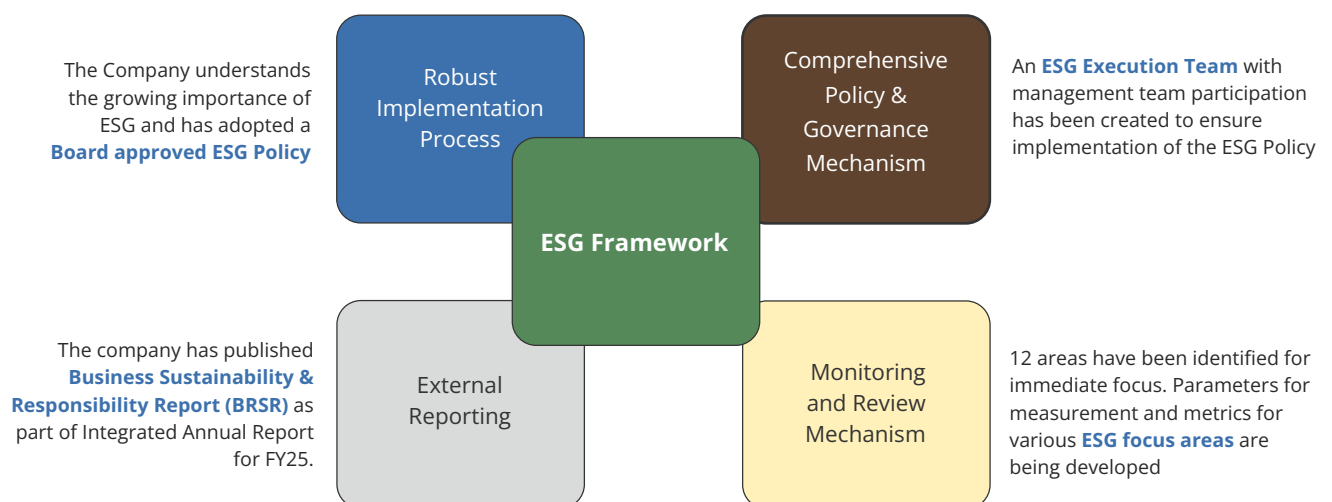 The Company understands
the growing importance of
ESG and has adopted a
Board approved ESG Policy
Robust
Implementation
Process
Comprehensive
Policy &
Governance
Mechanism
An ESG Execution Team with
management team participation
has been created to ensure
implementation of the ESG Policy
ESG Framework
The company has published
Business Sustainability &
Responsibility Report (BRSR) as
part of Integrated Annual Report
for FY25.
External
Reporting
Monitoring
and Review
Mechanism
12 areas have been identified for
immediate focus. Parameters for
measurement and metrics for
various ESG focus areas are
being developed